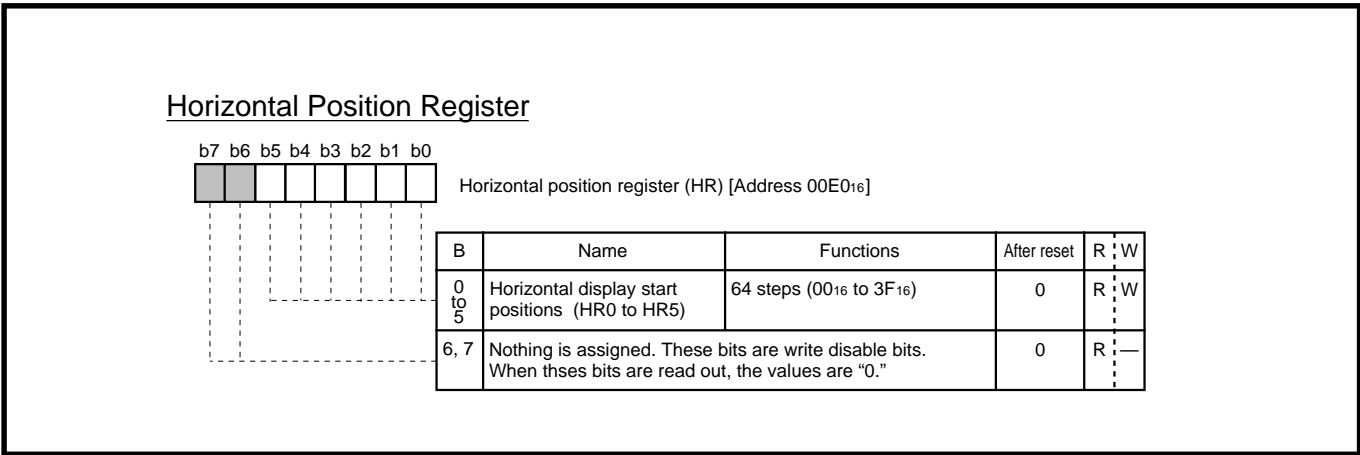 Horizontal Position Register
b7 b6 b5 b4 b3 b2 b1 b0
Horizontal position register (HR) [Address 00E016]
B Name Functions After reset R W
0 to 5 Horizontal display start positions (HR0 to HR5) 64 steps (0016 to 3F16) 0 R W
6, 7 Nothing is assigned. These bits are write disable bits. 0 R —
When thses bits are read out, the values are “0.”